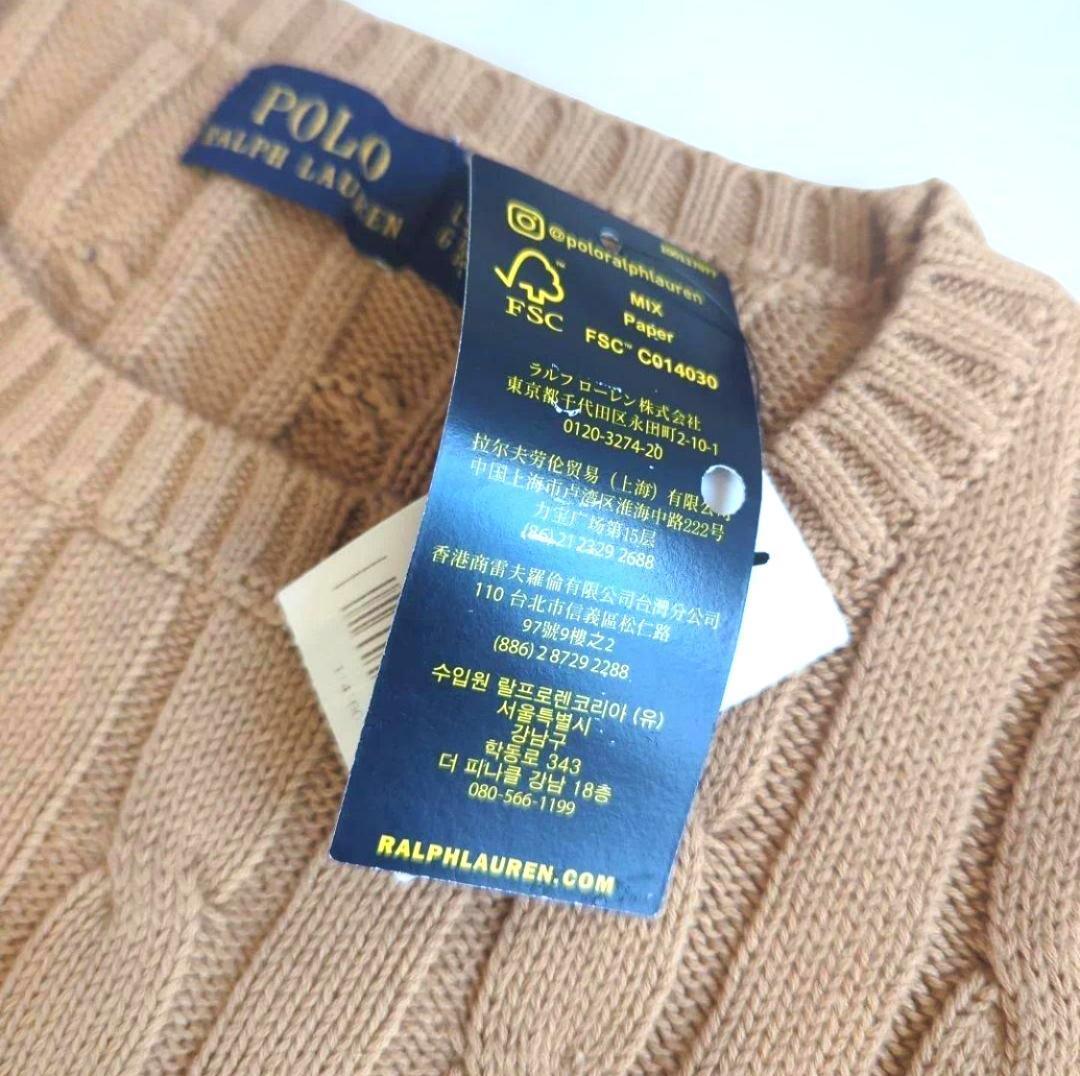 POLO
RALPH LAUREN
@poloralphlauren
FSC
MIX
Paper
FSC™ C014030
ラルフ ローレン株式会社
東京都千代田区永田町2-10-1
0120-3274-20
拉尔夫劳伦贸易（上海）有限公司
中国上海市卢湾区淮海中路222号
力宝广场第15层
(86) 21 2329 2688
香港商雷夫羅倫有限公司台灣分公司
110 台北市信義區松仁路
97號9樓之2
(886) 2 8729 2288
수입원 랄프로렌코리아 (유)
서울특별시
강남구
학동로 343
더 피나클 강남 18층
080-566-1199
RALPHLAUREN.COM